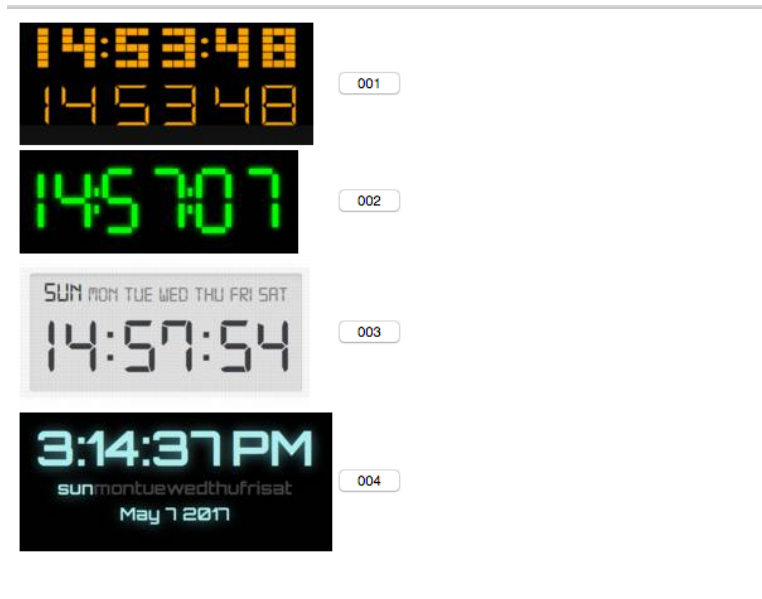 14:53:48
145348
001
14:57:07
002
SUN MON TUE WED THU FRI SAT
14:57:54
003
3:14:37 PM
sunmontuewedthufrisat
May 7 2017
004